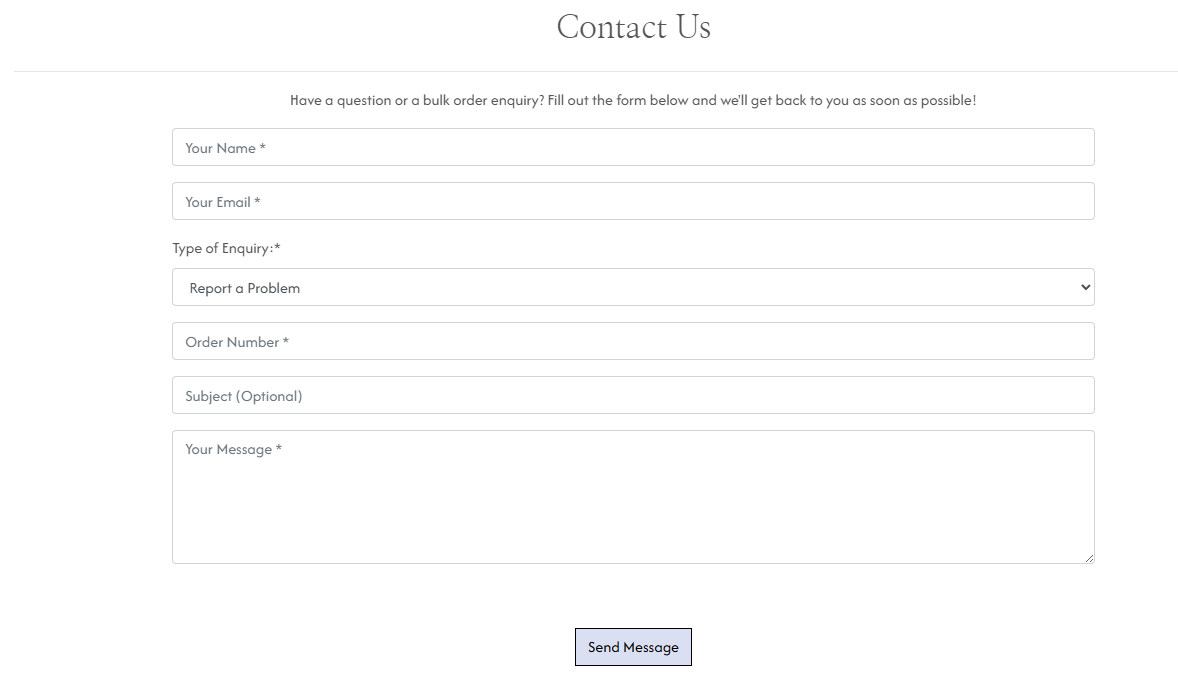 Contact Us
Have a question or a bulk order enquiry? Fill out the form below and we'll get back to you as soon as possible!
Your Name *
Your Email *
Type of Enquiry:*
Report a Problem
Order Number *
Subject (Optional)
Your Message *
Send Message